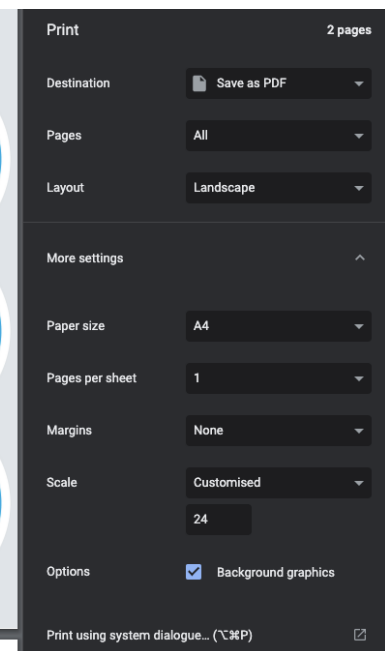 Print 2 pages
Destination Save as PDF
Pages All
Layout Landscape
More settings
Paper size A4
Pages per sheet 1
Margins None
Scale Customised
24
Options Background graphics
Print using system dialogue... (⌥⌘P)